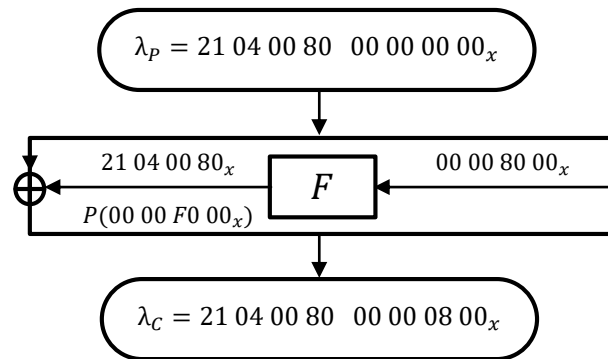 λ_P = 21 04 00 80 00 00 00 00_x
21 04 00 80_x
F
00 00 80 00_x
P(00 00 F0 00_x)
λ_C = 21 04 00 80 00 00 08 00_x